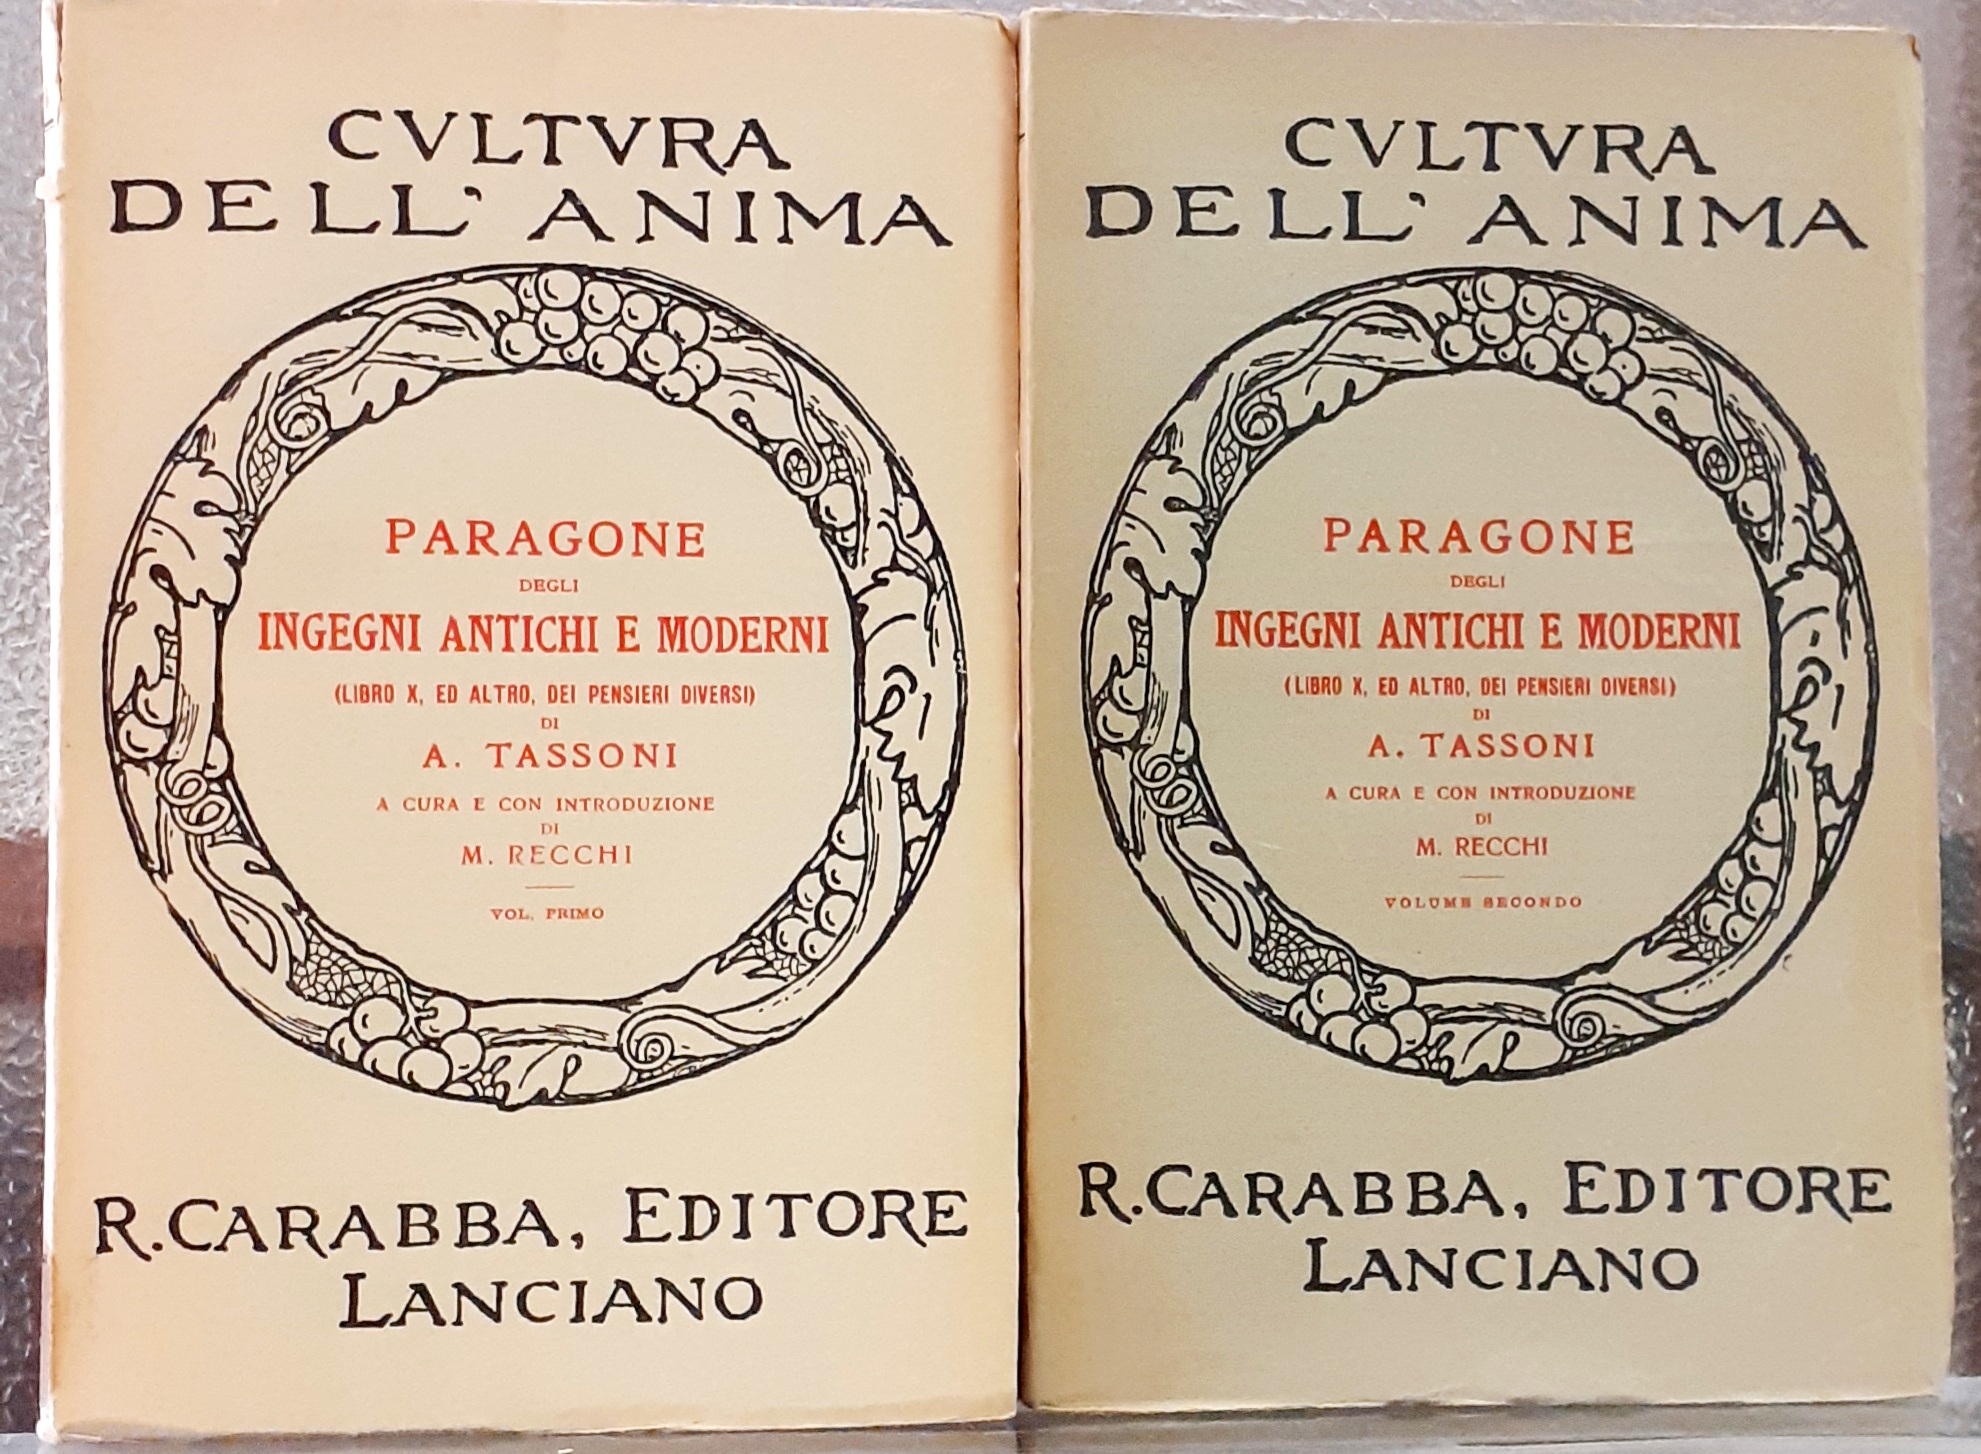 CVLTVRA
DELL' ANIMA
PARAGONE
DEGLI
INGEGNI ANTICHI E MODERNI
(LIBRO X, ED ALTRO, DEI PENSIERI DIVERSI)
DI
A. TASSONI
A CURA E CON INTRODUZIONE
DI
M. RECCHI
VOL. PRIMO
R. CARABBA, EDITORE
LANCIANO
CVLTVRA
DELL' ANIMA
PARAGONE
DEGLI
INGEGNI ANTICHI E MODERNI
(LIBRO X, ED ALTRO, DEI PENSIERI DIVERSI)
DI
A. TASSONI
A CURA E CON INTRODUZIONE
DI
M. RECCHI
VOLUME SECONDO
R. CARABBA, EDITORE
LANCIANO